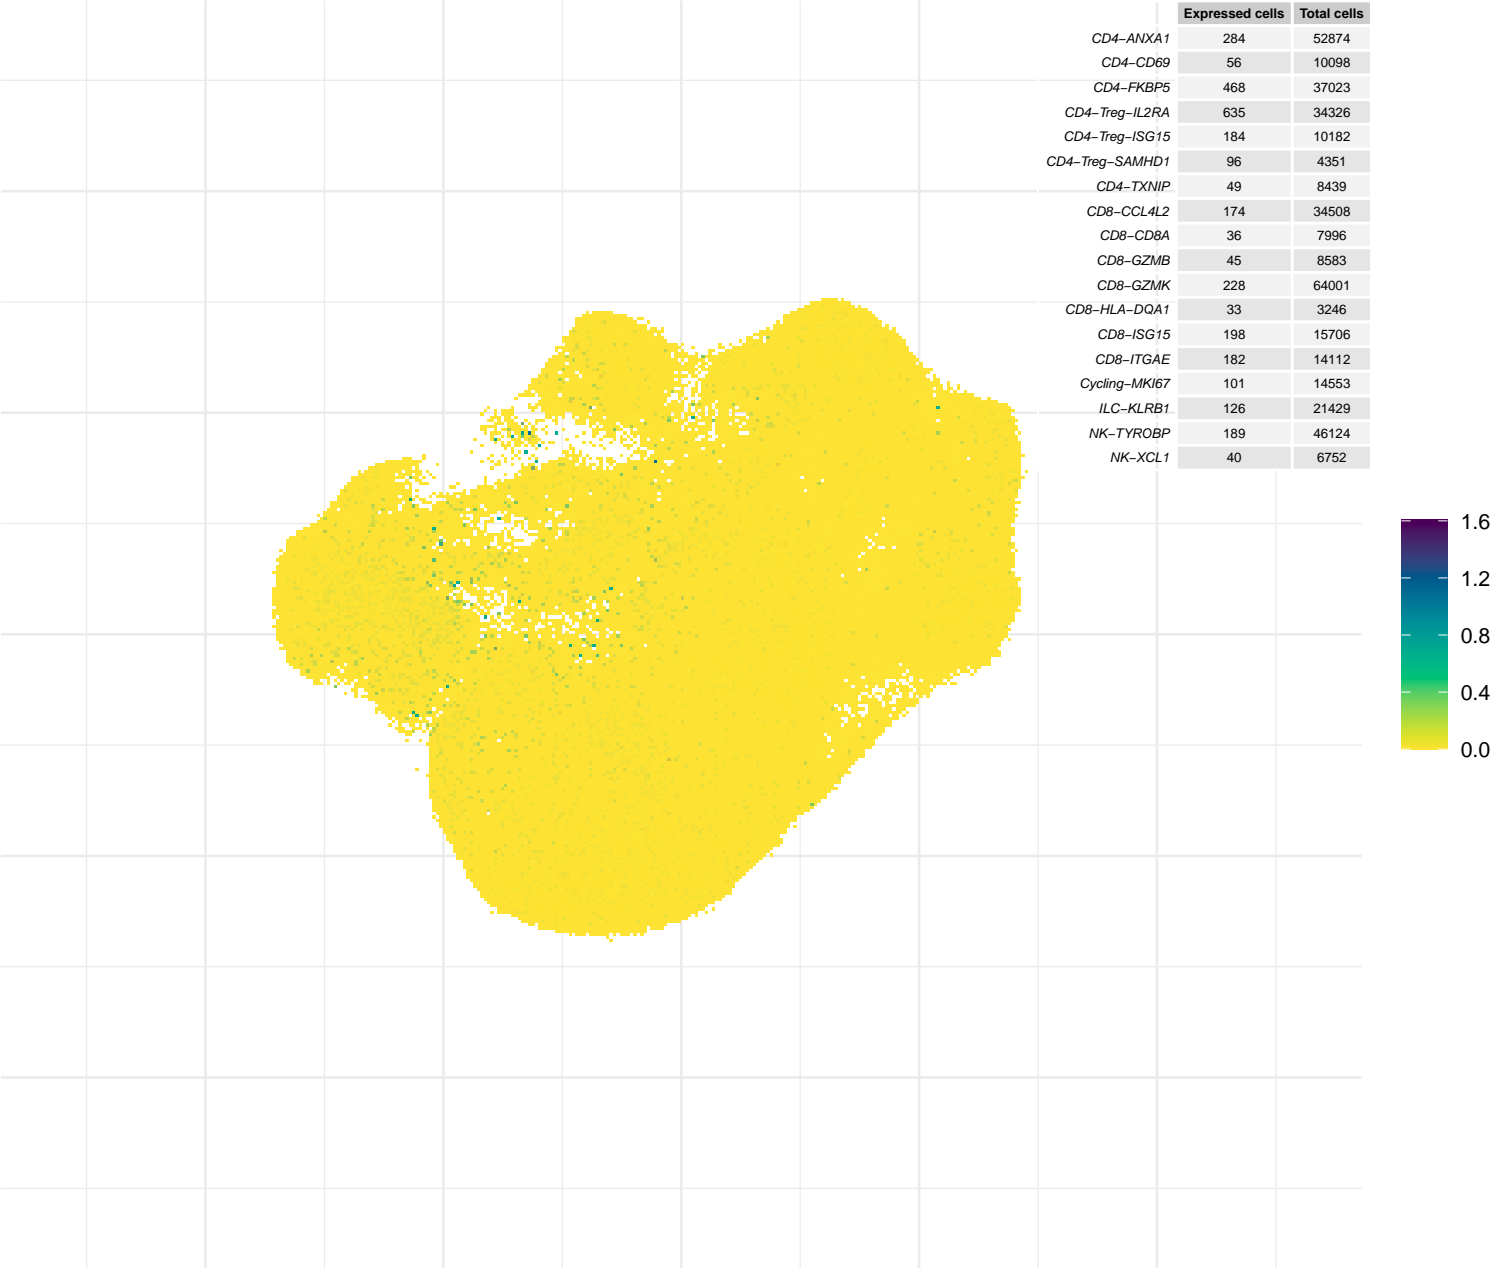 Expressed cells Total cells
CD4−ANXA1 284 52874
CD4−CD69 56 10098
CD4−FKBP5 468 37023
CD4−Treg−IL2RA 635 34326
CD4−Treg−ISG15 184 10182
CD4−Treg−SAMHD1 96 4351
CD4−TXNIP 49 8439
CD8−CCL4L2 174 34508
CD8−CD8A 36 7996
CD8−GZMB 45 8583
CD8−GZMK 228 64001
CD8−HLA−DQA1 33 3246
CD8−ISG15 198 15706
CD8−ITGAE 182 14112
Cycling−MKI67 101 14553
ILC−KLRB1 126 21429
NK−TYROBP 189 46124
NK−XCL1 40 6752
1.6
1.2
0.8
0.4
0.0